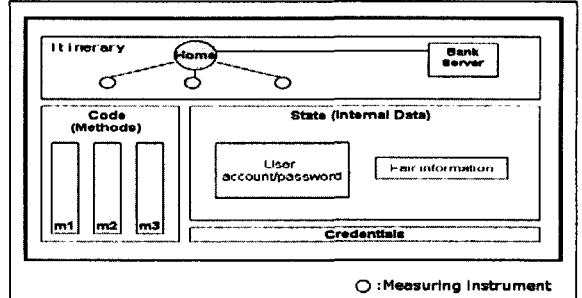 Itinerary
Home
Bank
Server
Code
(Methods)
State (Internal Data)
User
account/password
Fair information
m1 m2 m3
Credentials
:Measuring Instrument